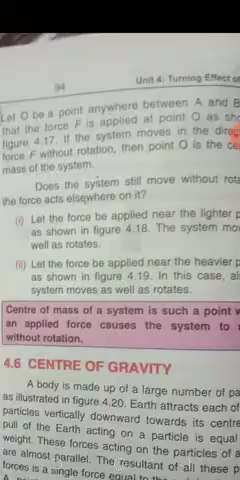 94
Unit 4: Turning Effect of
Let O be a point anywhere between A and B
that the force F is applied at point O as
figure 4.17. If the system moves in the
force F without rotation, then point O is the
mass of the system.
Does the system still move without
the force acts elsewhere on it?
(i) Let the force be applied near the lighter
as shown in figure 4.18. The system
well as rotates.
(ii) Let the force be applied near the heavier
as shown in figure 4.19. In this case,
system moves as well as rotates.
Centre of mass of a system is such a point
an applied force causes the system to
without rotation.
4.6 CENTRE OF GRAVITY
A body is made up of a large number of
as illustrated in figure 4.20. Earth attracts each of
particles vertically downward towards its centre
pull of the Earth acting on a particle is equal
weight. These forces acting on the particles of a
are almost parallel. The resultant of all these
forces is a single force equal to the